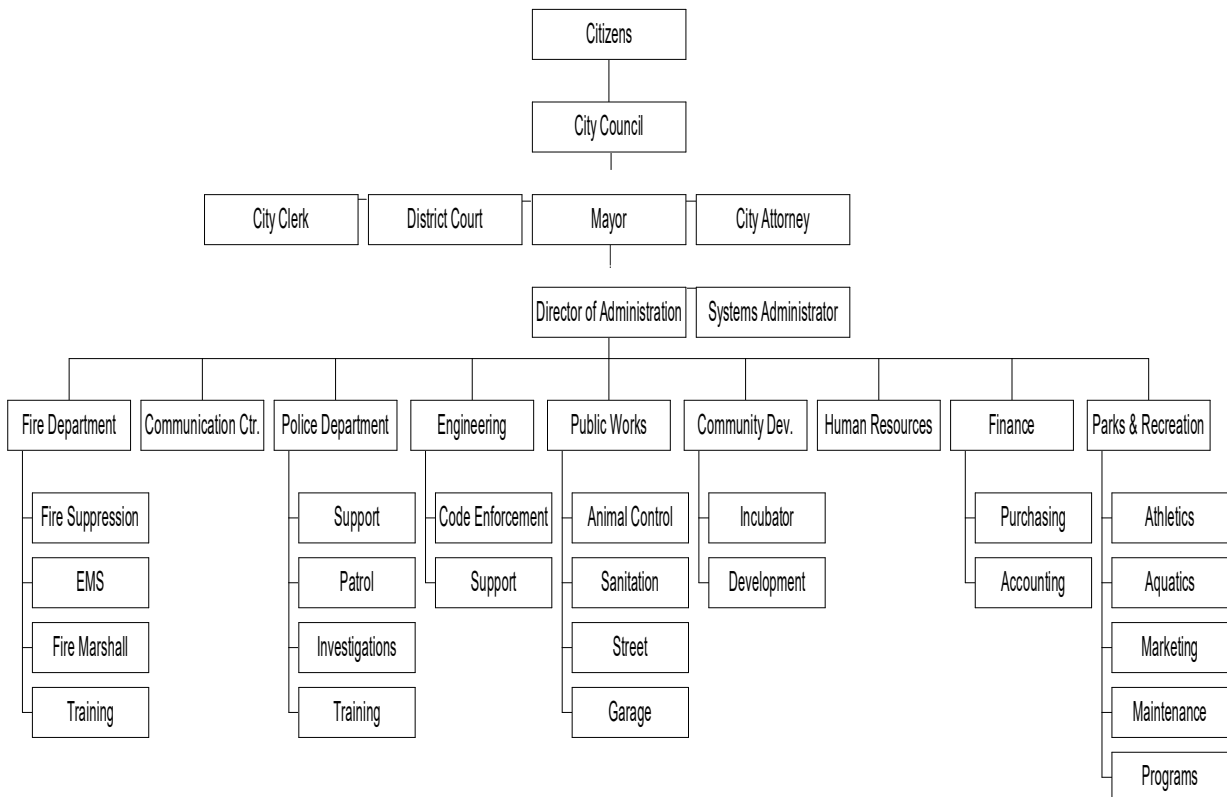 Citizens
City Council
City Clerk
District Court
Mayor
City Attorney
Director of Administration
Systems Administrator
Fire Department
Communication Ctr.
Police Department
Engineering
Public Works
Community Dev.
Human Resources
Finance
Parks & Recreation
Fire Suppression
Support
Code Enforcement
Animal Control
Incubator
Purchasing
Athletics
EMS
Patrol
Support
Sanitation
Development
Accounting
Aquatics
Fire Marshall
Investigations
Street
Marketing
Training
Training
Garage
Maintenance
Programs